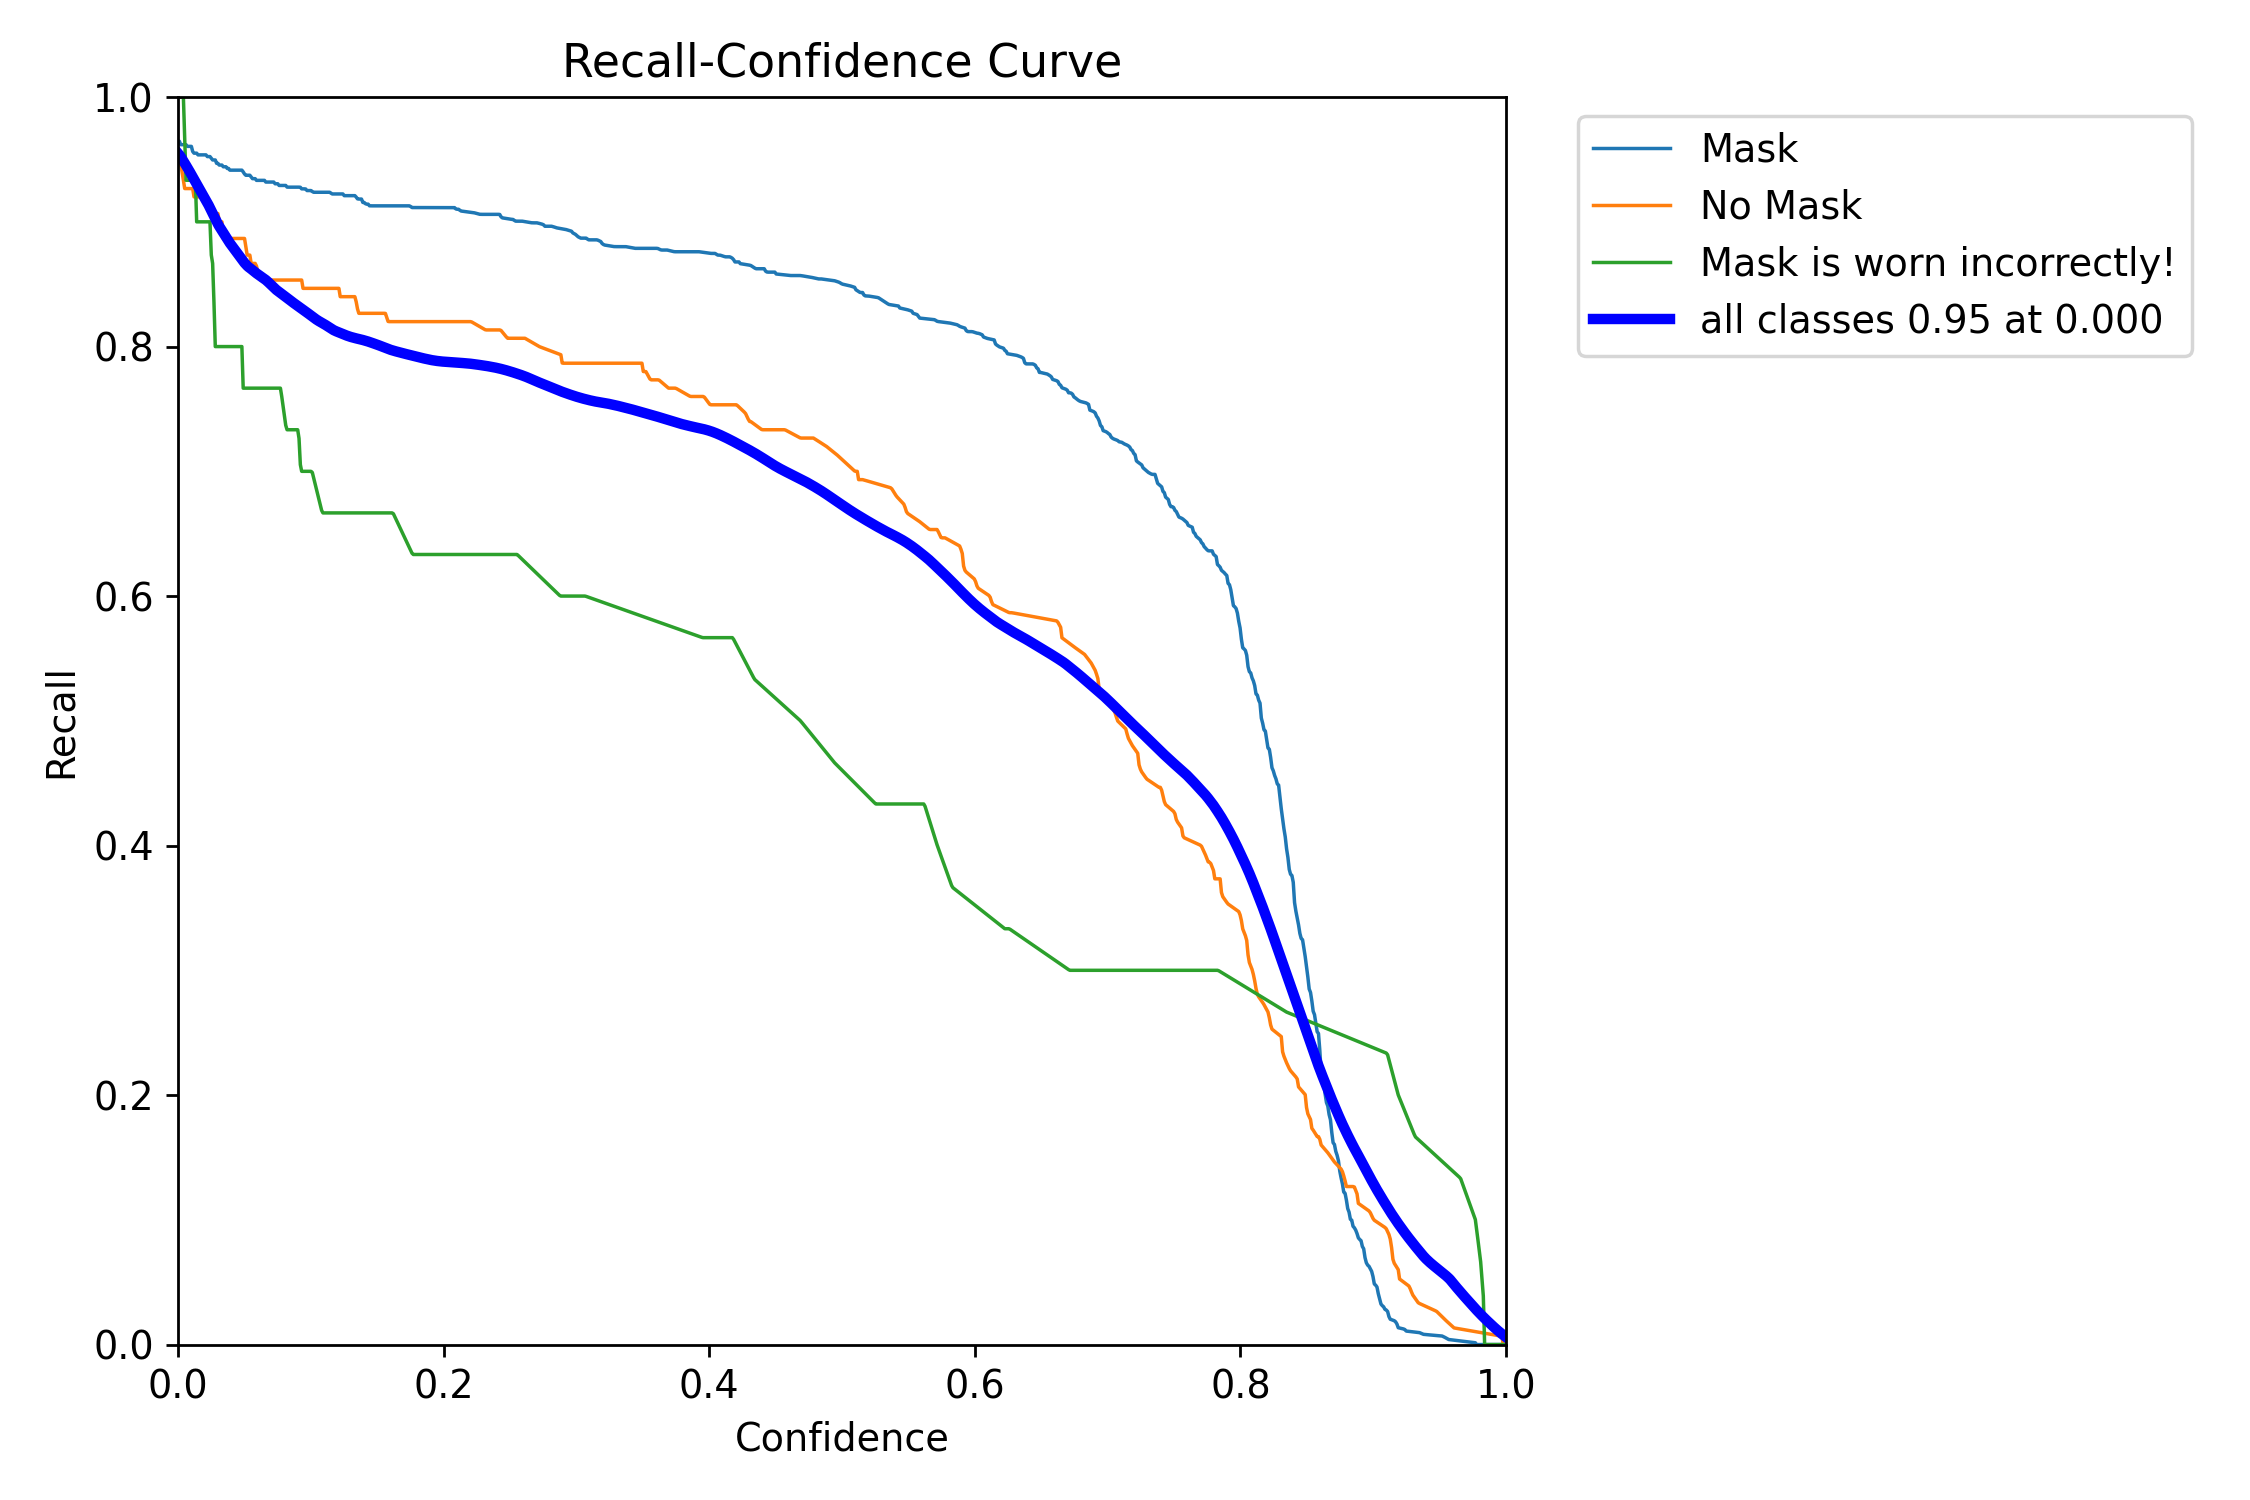 Recall-Confidence Curve
1.0
0.8
0.6
0.4
0.2
0.0
Recall
0.0 0.2 0.4 0.6 0.8 1.0
Confidence
Mask
No Mask
Mask is worn incorrectly!
all classes 0.95 at 0.000